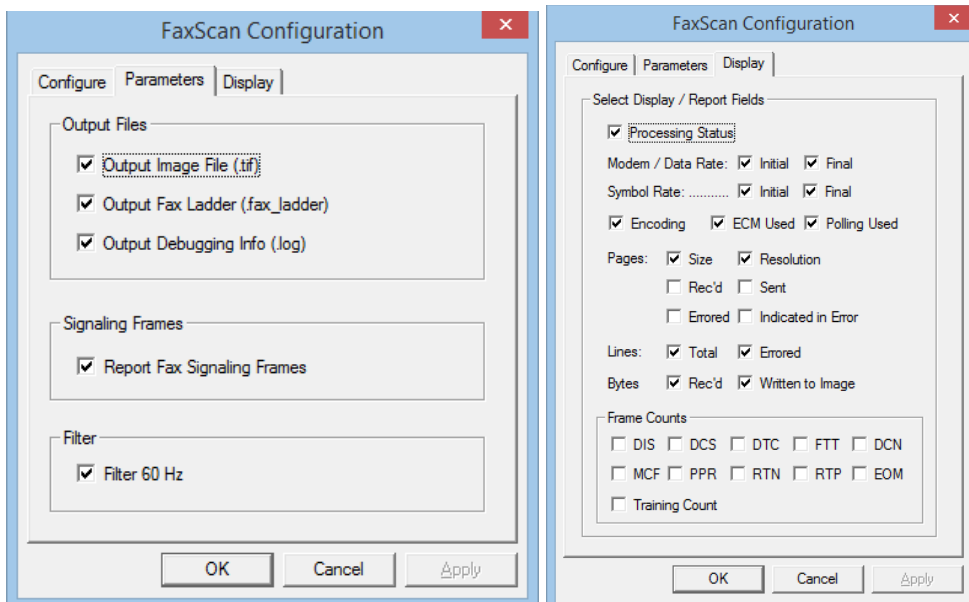 FaxScan Configuration
Configure Parameters Display
Output Files
Output Image File (.tif)
Output Fax Ladder (.fax_ladder)
Output Debugging Info (.log)
Signaling Frames
Report Fax Signaling Frames
Filter
Filter 60 Hz
OK Cancel Apply
FaxScan Configuration
Configure Parameters Display
Select Display / Report Fields
Processing Status
Modem / Data Rate: Initial Final
Symbol Rate: ........... Initial Final
Encoding ECM Used Polling Used
Pages: Size Resolution
Rec'd Sent
Errored Indicated in Error
Lines: Total Errored
Bytes Rec'd Written to Image
Frame Counts
DIS DCS DTC FTT DCN
MCF PPR RTN RTP EOM
Training Count
OK Cancel Apply